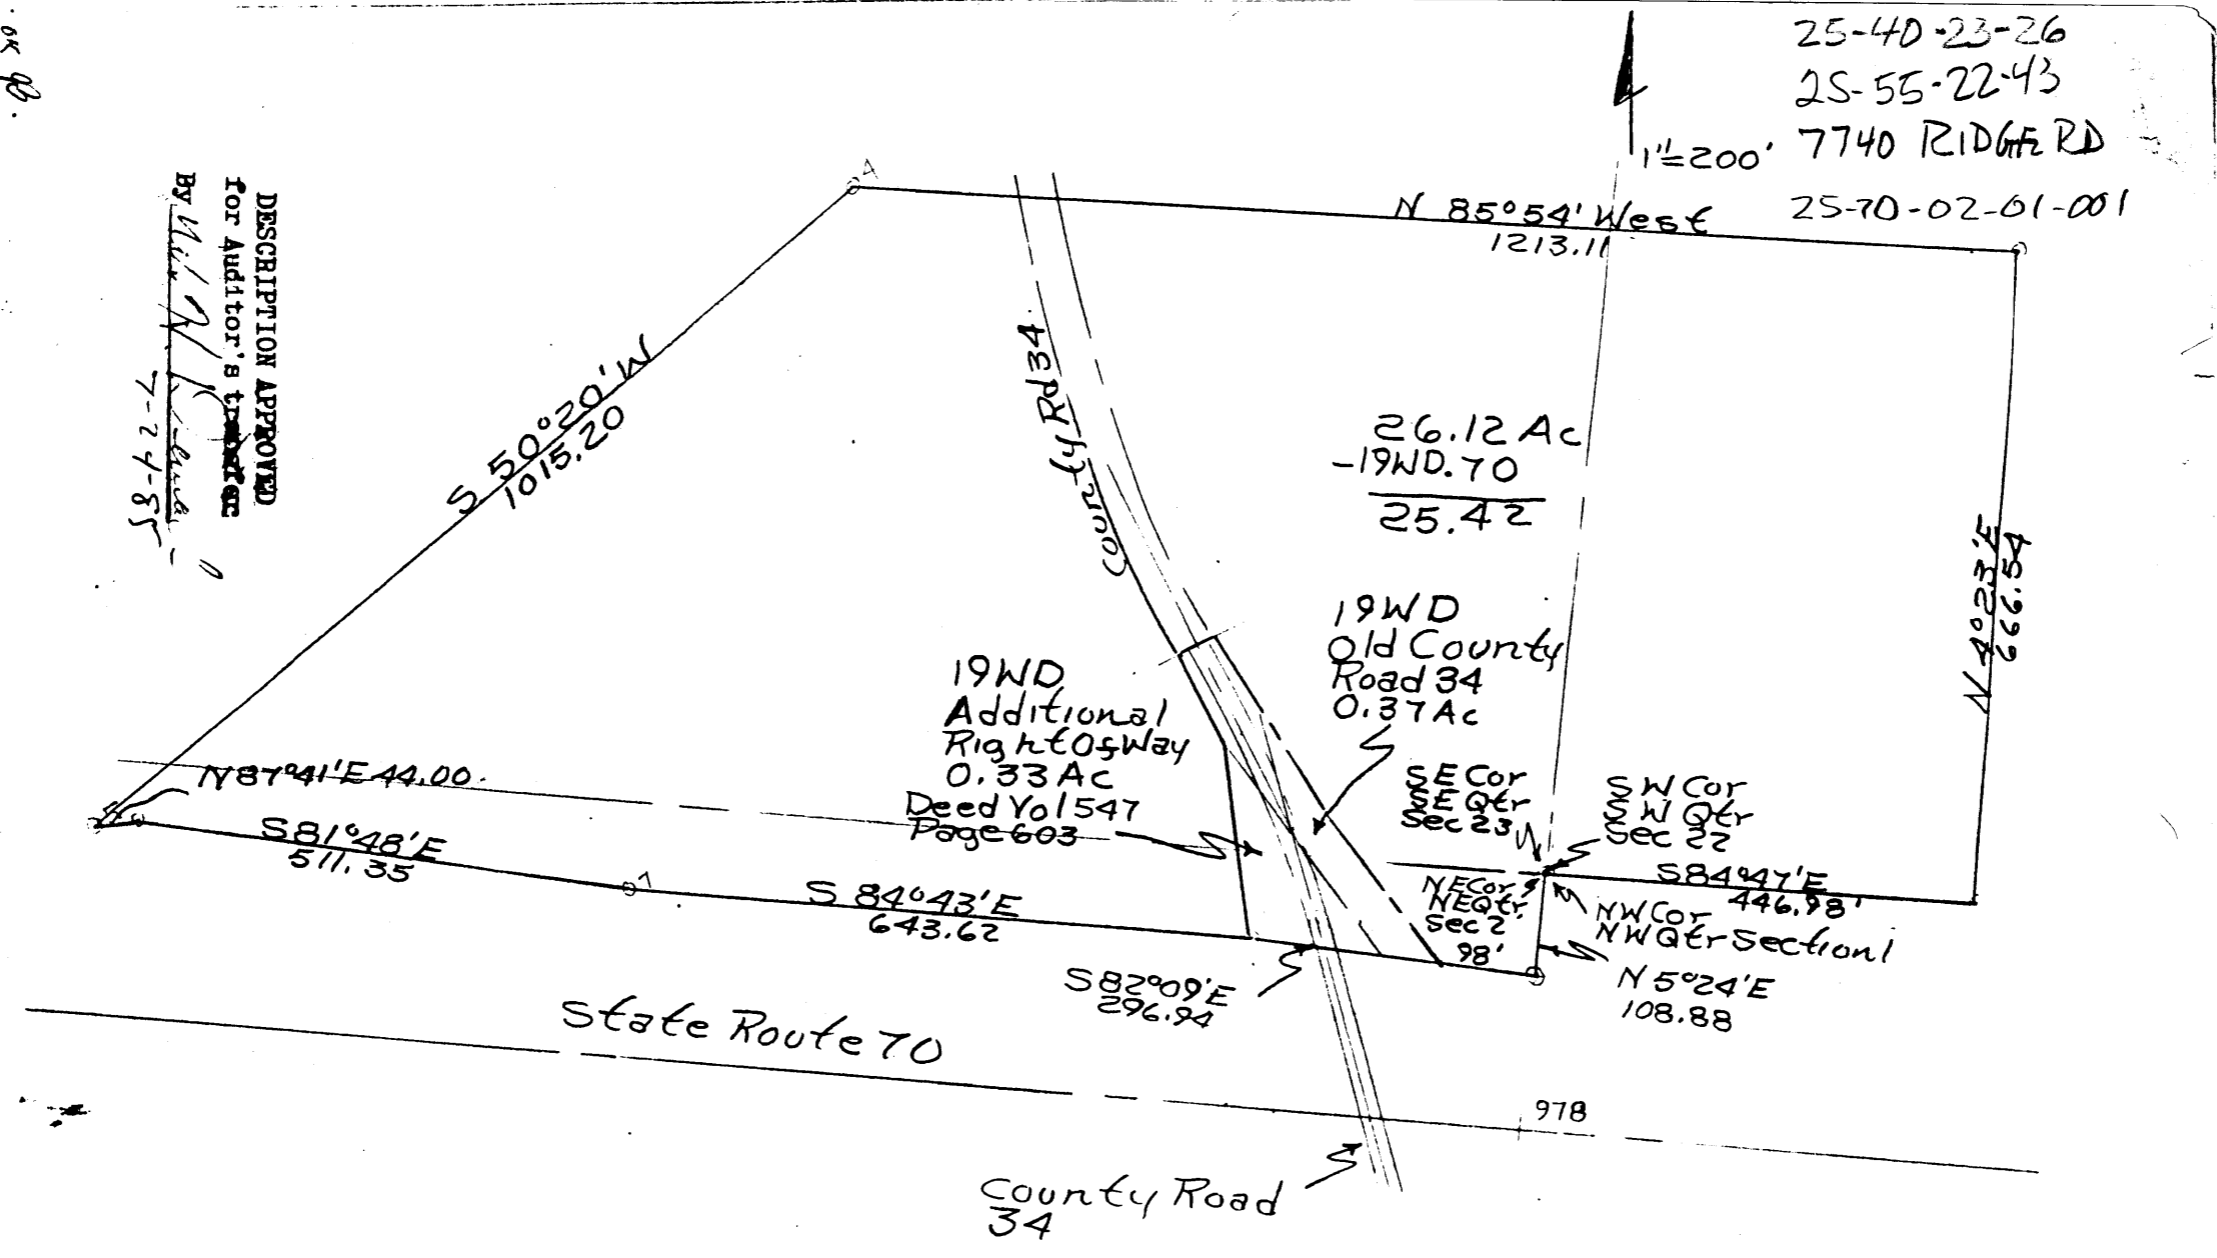 25-40-23-26
25-55-22-43
7740 RIDGE RD
25-70-02-01-001
1"=200'
OK
DESCRIPTION APPROVED
for Auditor's transfer
By
7-24-85
4
N 85°54' West
1213.11
S 50°20' W
1015.20
County Rd 34
26.12 Ac
-19WD.70
25.42
N 4°23'E
666.54
19WD
Old County
Road 34
0.37 Ac
19WD
Additional
Right Of Way
0.33 Ac
Deed Vol 547
Page 603
SE Cor
SE Qtr
Sec 23
SW Cor
SW Qtr
Sec 22
N87°41'E 44.00
S81°48'E
511.35
7
S 84°43'E
643.62
S84°47'E
446.98'
NE Cor
NE Qtr
Sec 2
98'
NW Cor
NW Qtr Section 1
S82°09'E
296.94
N 5°24'E
108.88
State Route 70
978
County Road
34